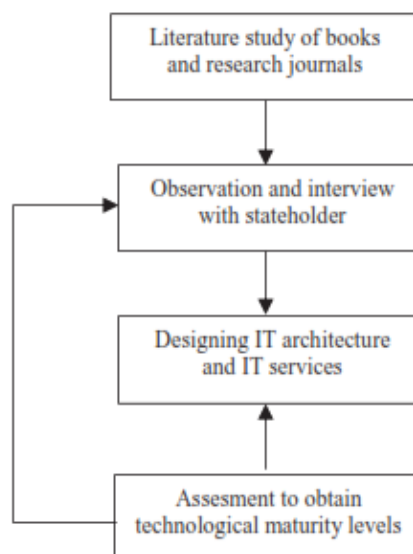 Literature study of books
and research journals
Observation and interview
with stateholder
Designing IT architecture
and IT services
Assesment to obtain
technological maturity levels